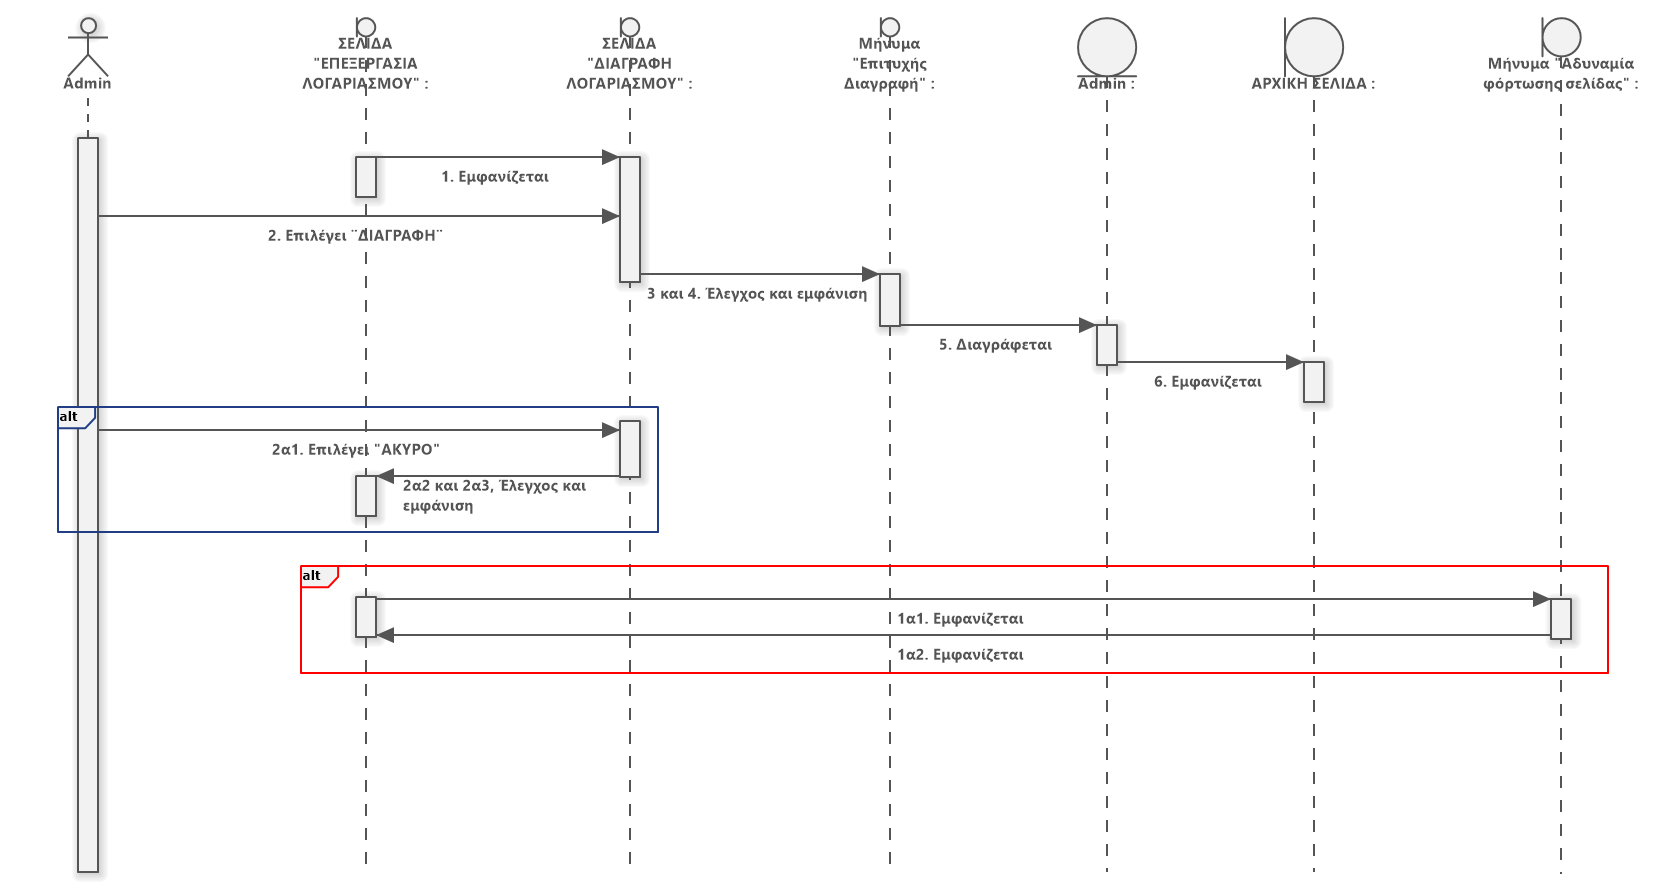 Admin
ΣΕΛΙΔΑ
"ΕΠΕΞΕΡΓΑΣΙΑ
ΛΟΓΑΡΙΑΣΜΟΥ" :
ΣΕΛΙΔΑ
"ΔΙΑΓΡΑΦΗ
ΛΟΓΑΡΙΑΣΜΟΥ" :
Μήνυμα
"Επιτυχής
Διαγραφή" :
Admin :
ΑΡΧΙΚΗ ΣΕΛΙΔΑ :
Μήνυμα "Αδυναμία
φόρτωσης σελίδας" :
1. Εμφανίζεται
2. Επιλέγει ¨ΔΙΑΓΡΑΦΗ¨
3 και 4. Έλεγχος και εμφάνιση
5. Διαγράφεται
6. Εμφανίζεται
alt
2α1. Επιλέγει "ΑΚΥΡΟ"
2α2 και 2α3, Έλεγχος και
εμφάνιση
alt
1α1. Εμφανίζεται
1α2. Εμφανίζεται